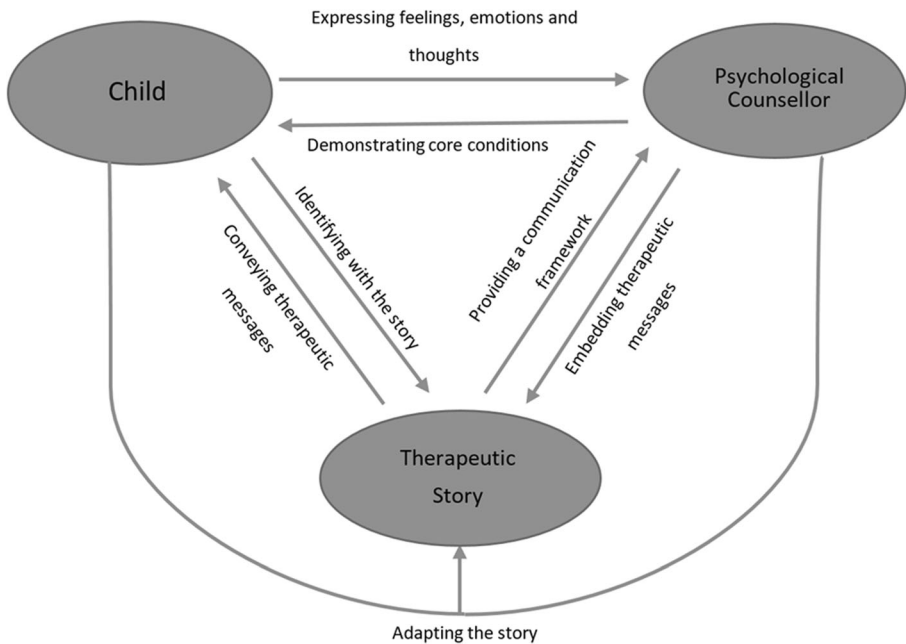 Expressing feelings, emotions and
thoughts
Child
Psychological
Counsellor
Demonstrating core conditions
Identifying with the story
Conveying therapeutic
messages
Providing a communication
framework
Embedding therapeutic
messages
Therapeutic
Story
Adapting the story